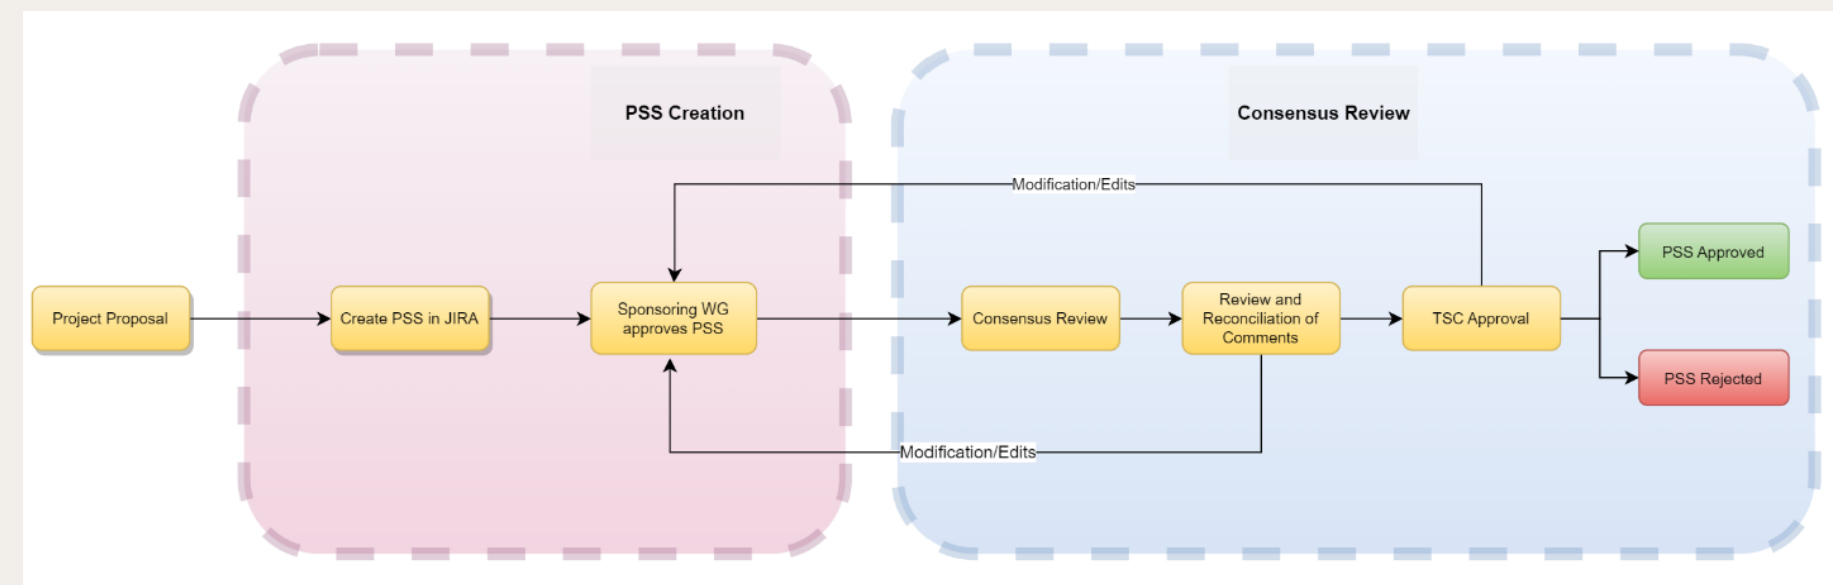 PSS Creation
Consensus Review
Modification/Edits
Project Proposal
Create PSS in JIRA
Sponsoring WG
approves PSS
Consensus Review
Review and
Reconciliation of
Comments
TSC Approval
PSS Approved
PSS Rejected
Modification/Edits